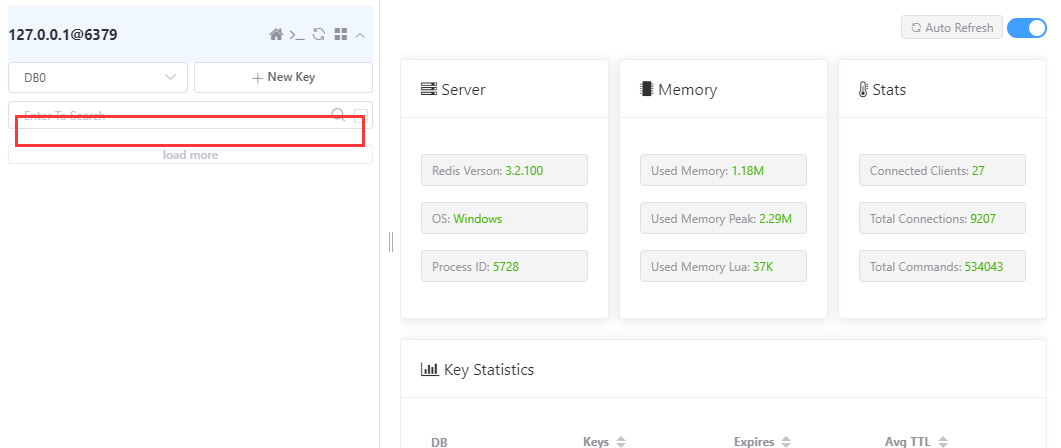 127.0.0.1@6379
DB0
+ New Key
Enter To Search
load more
Auto Refresh
Server
Redis Verson: 3.2.100
OS: Windows
Process ID: 5728
Memory
Used Memory: 1.18M
Used Memory Peak: 2.29M
Used Memory Lua: 37K
Stats
Connected Clients: 27
Total Connections: 9207
Total Commands: 534043
Key Statistics
DB Keys Expires Avg TTL